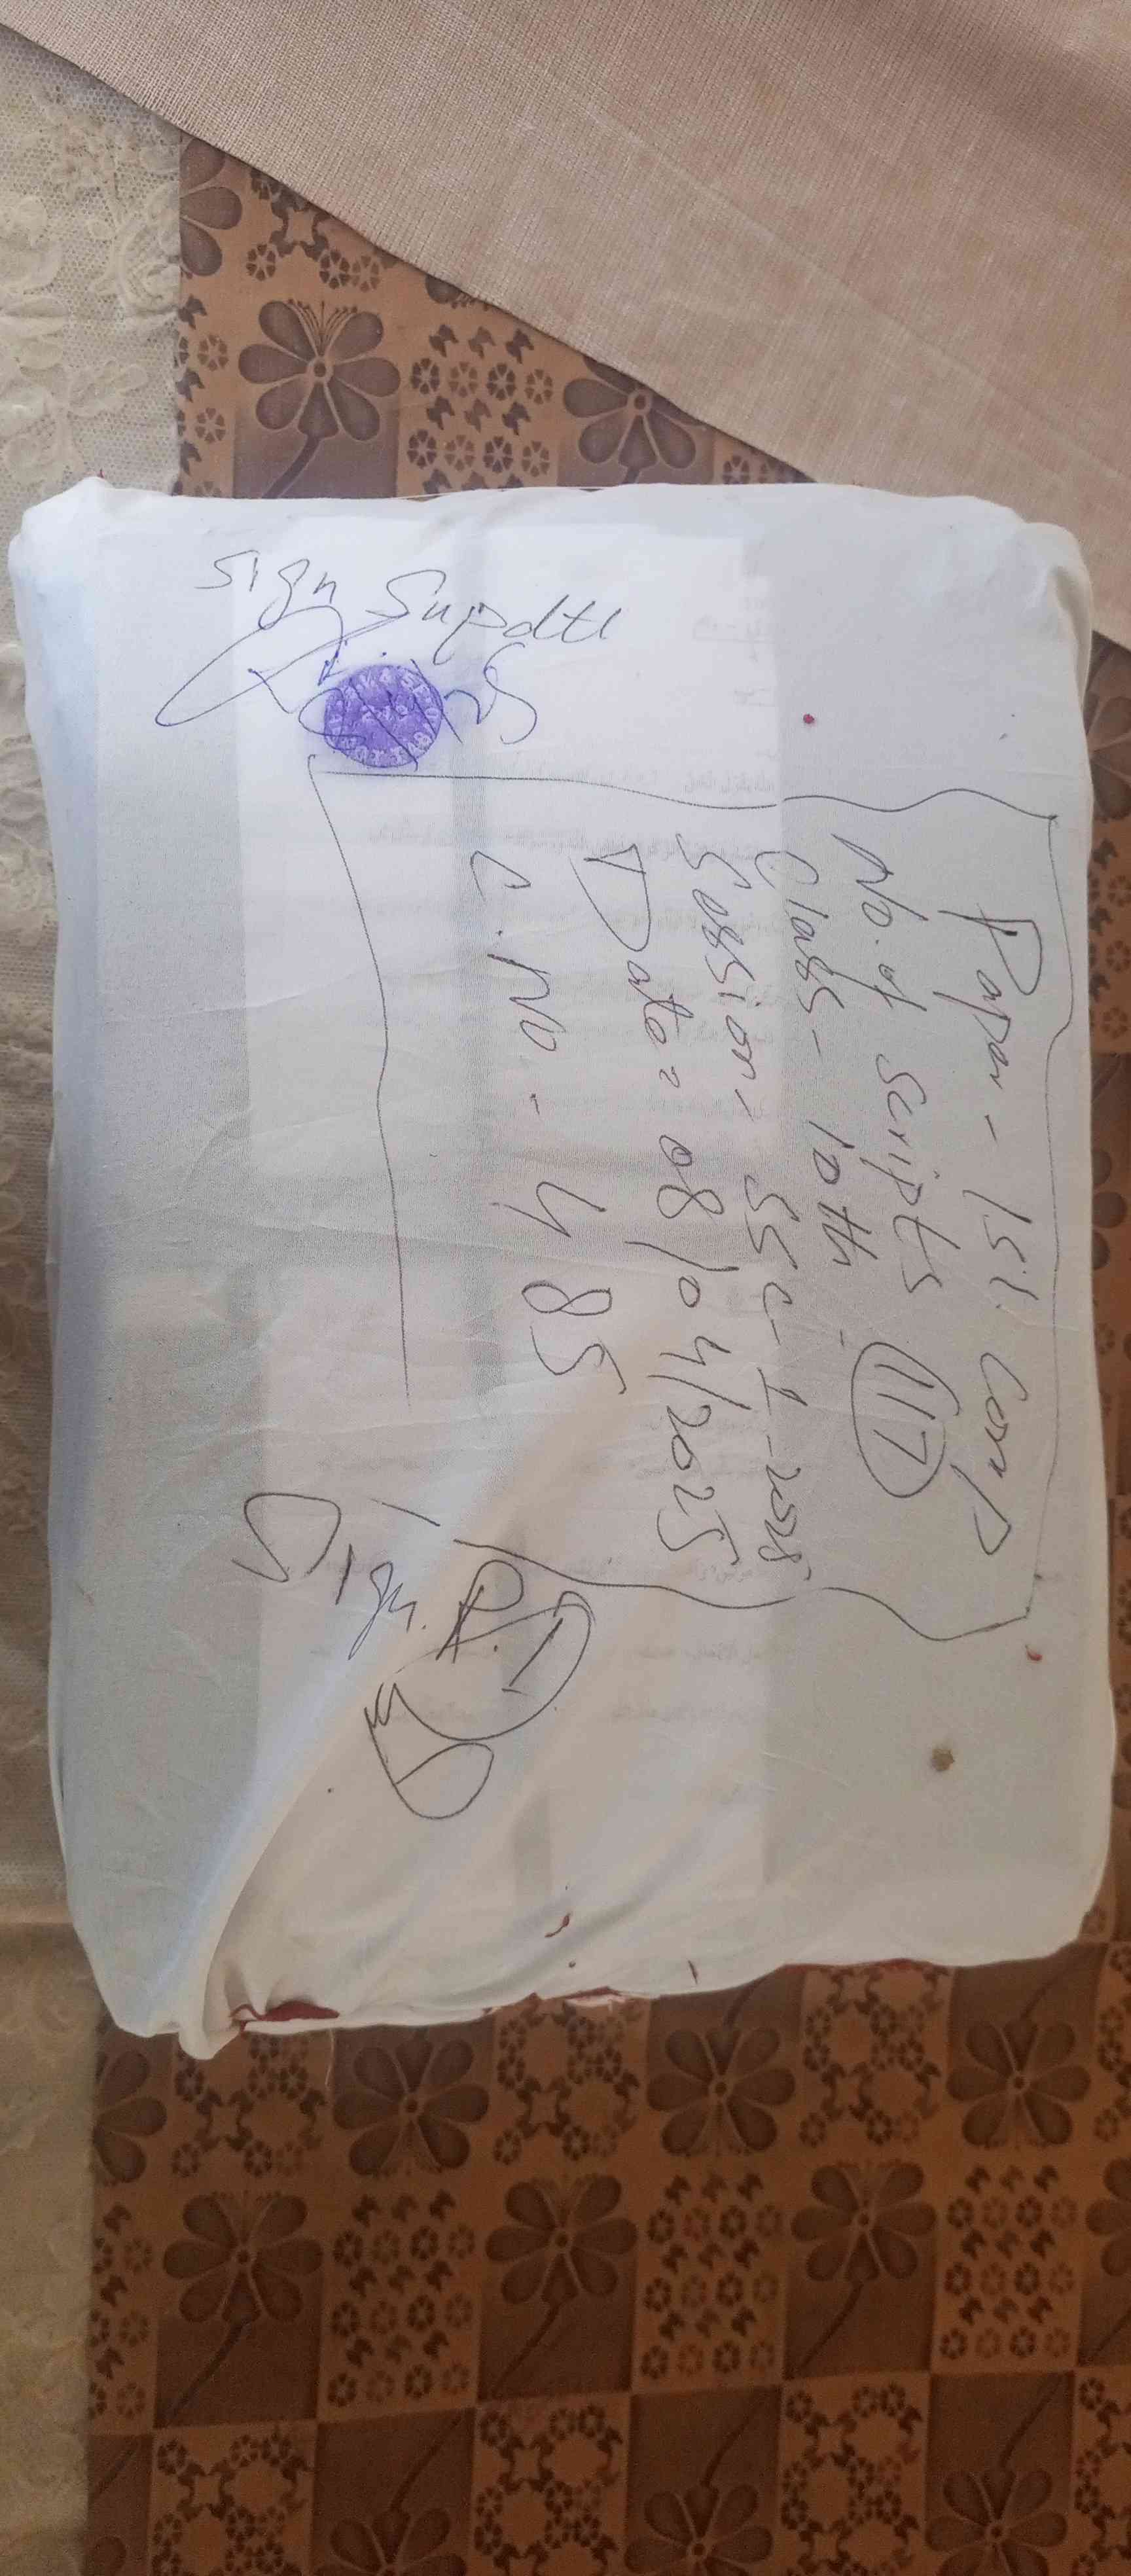 Paper - Isl. Comp
No. of scripts 117
Class - 10th
Session - SSC-I-2025
Date = 08/04/2025
C.No - 485
Sign Supdtt
Sign. R.I